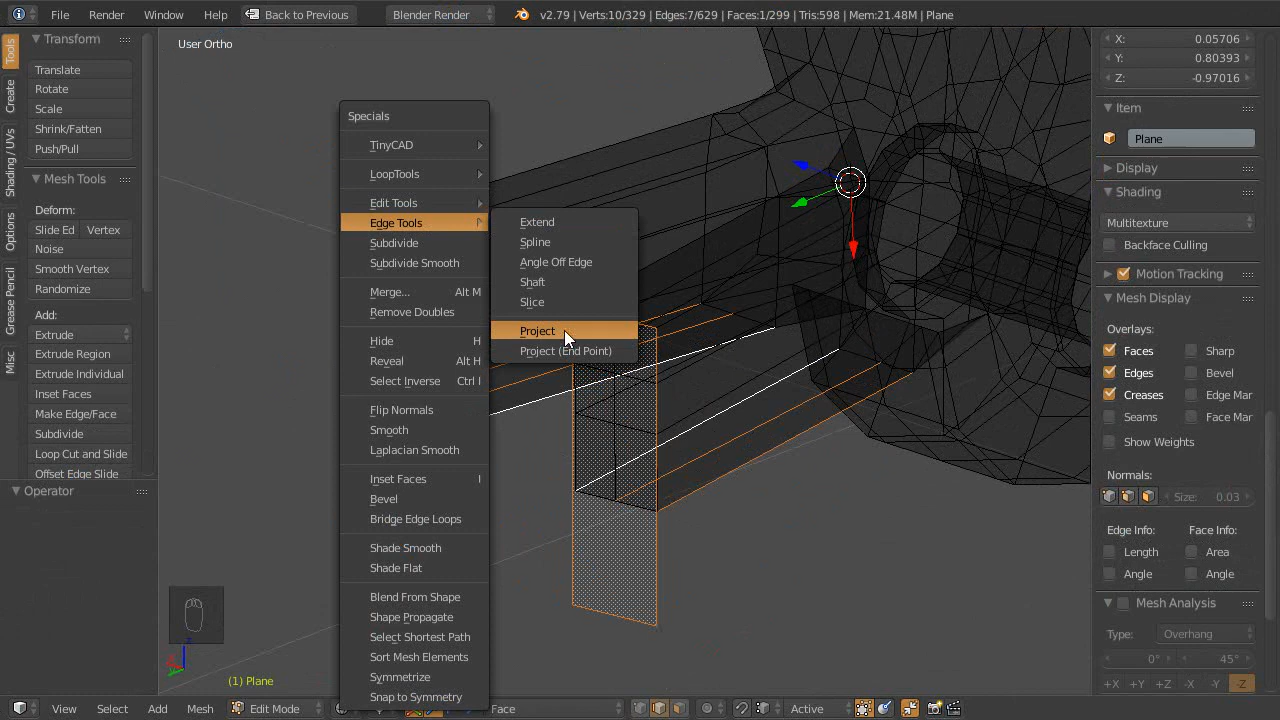 File Render Window Help Back to Previous Blender Render v2.79 | Verts:10/329 | Edges:7/629 | Faces:1/299 | Tris:598 | Mem:21.48M | Plane
Tools
Create
Shading / UVs
Options
Grease Pencil
Misc
Transform
Translate
Rotate
Scale
Shrink/Fatten
Push/Pull
Mesh Tools
Deform:
Slide Ed Vertex
Noise
Smooth Vertex
Randomize
Add:
Extrude
Extrude Region
Extrude Individual
Inset Faces
Make Edge/Face
Subdivide
Loop Cut and Slide
Offset Edge Slide
Operator
User Ortho
(1) Plane
Specials
TinyCAD
LoopTools
Edit Tools
Edge Tools
Subdivide
Subdivide Smooth
Merge... Alt M
Remove Doubles
Hide H
Reveal Alt H
Select Inverse Ctrl I
Flip Normals
Smooth
Laplacian Smooth
Inset Faces I
Bevel
Bridge Edge Loops
Shade Smooth
Shade Flat
Blend From Shape
Shape Propagate
Select Shortest Path
Sort Mesh Elements
Symmetrize
Snap to Symmetry
Extend
Spline
Angle Off Edge
Shaft
Slice
Project
Project (End Point)
X: 0.05706
Y: 0.80393
Z: -0.97016
Item
Plane
Display
Shading
Multitexture
Backface Culling
Motion Tracking
Mesh Display
Overlays:
Faces Sharp
Edges Bevel
Creases Edge Mar
Seams Face Mar
Show Weights
Normals:
Size: 0.03
Edge Info: Face Info:
Length Area
Angle Angle
Mesh Analysis
Type: Overhang
0° 45°
+X +Y +Z -X -Y -Z
View Select Add Mesh Edit Mode Face Active